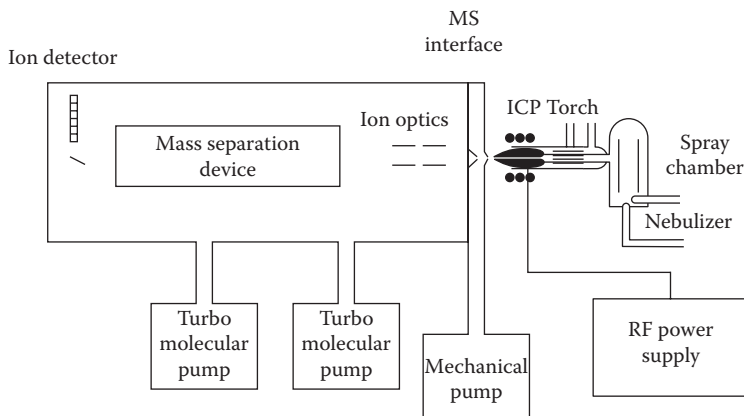 MS
interface
Ion detector
ICP Torch
Ion optics
Mass separation
device
Spray
chamber
Nebulizer
Turbo
molecular
pump
Turbo
molecular
pump
Mechanical
pump
RF power
supply